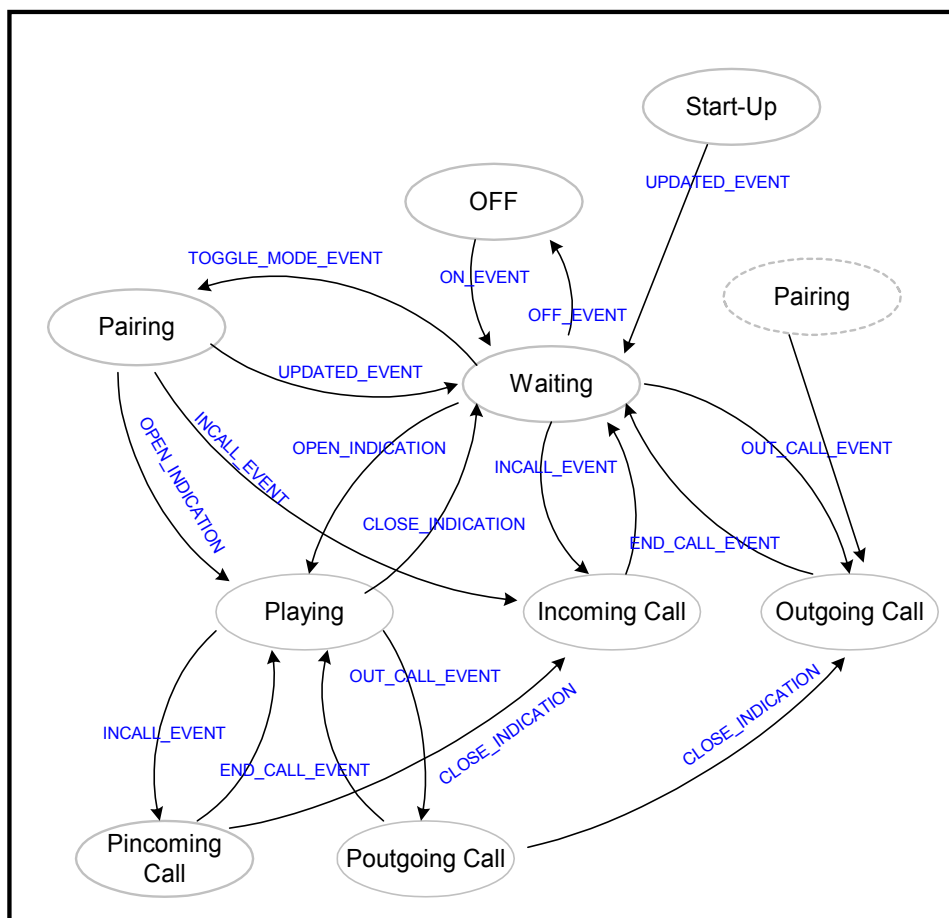 Start-Up
UPDATED_EVENT
OFF
TOGGLE_MODE_EVENT
ON_EVENT
Pairing
Pairing
OFF_EVENT
UPDATED_EVENT
Waiting
OPEN_INDICATION
INCALL_EVENT
OPEN_INDICATION
INCALL_EVENT
OUT_CALL_EVENT
CLOSE_INDICATION
END_CALL_EVENT
Playing
Incoming Call
Outgoing Call
OUT_CALL_EVENT
INCALL_EVENT
END_CALL_EVENT
CLOSE_INDICATION
CLOSE_INDICATION
Pincoming
Call
Poutgoing Call